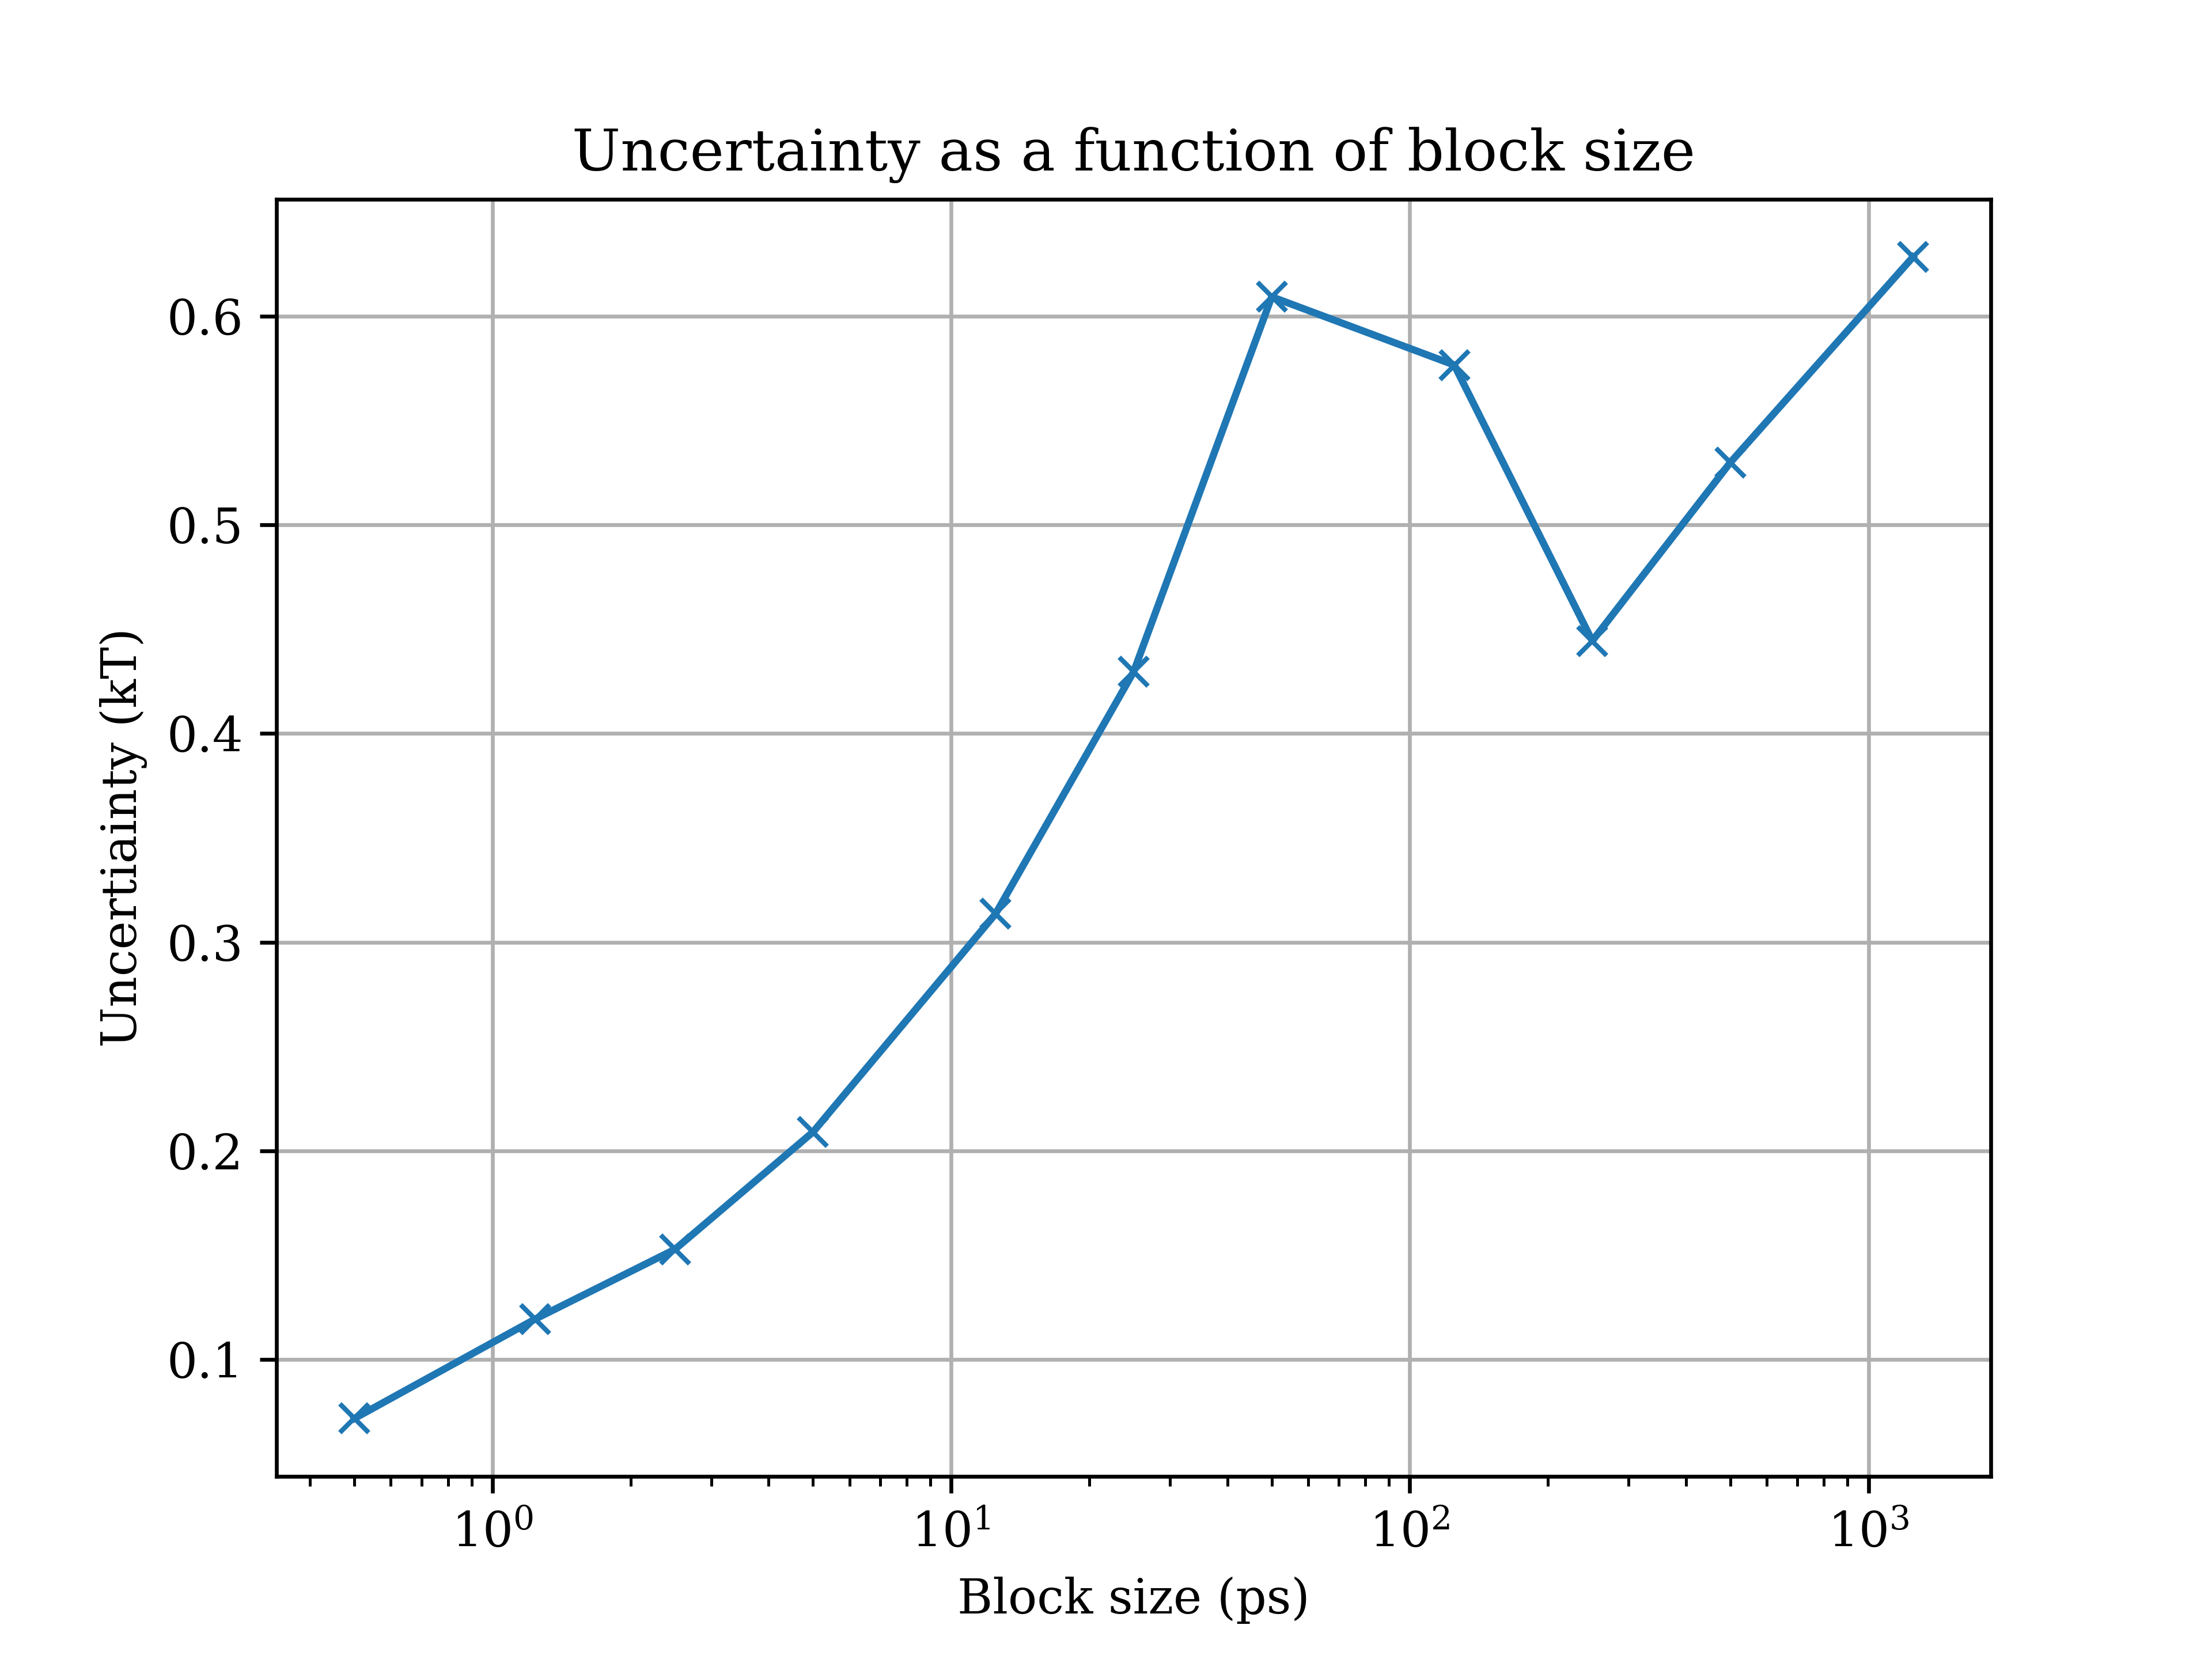 Uncertainty as a function of block size
0.6
0.5
0.4
0.3
0.2
0.1
Uncertiainty (kT)
10⁰ 10¹ 10² 10³
Block size (ps)